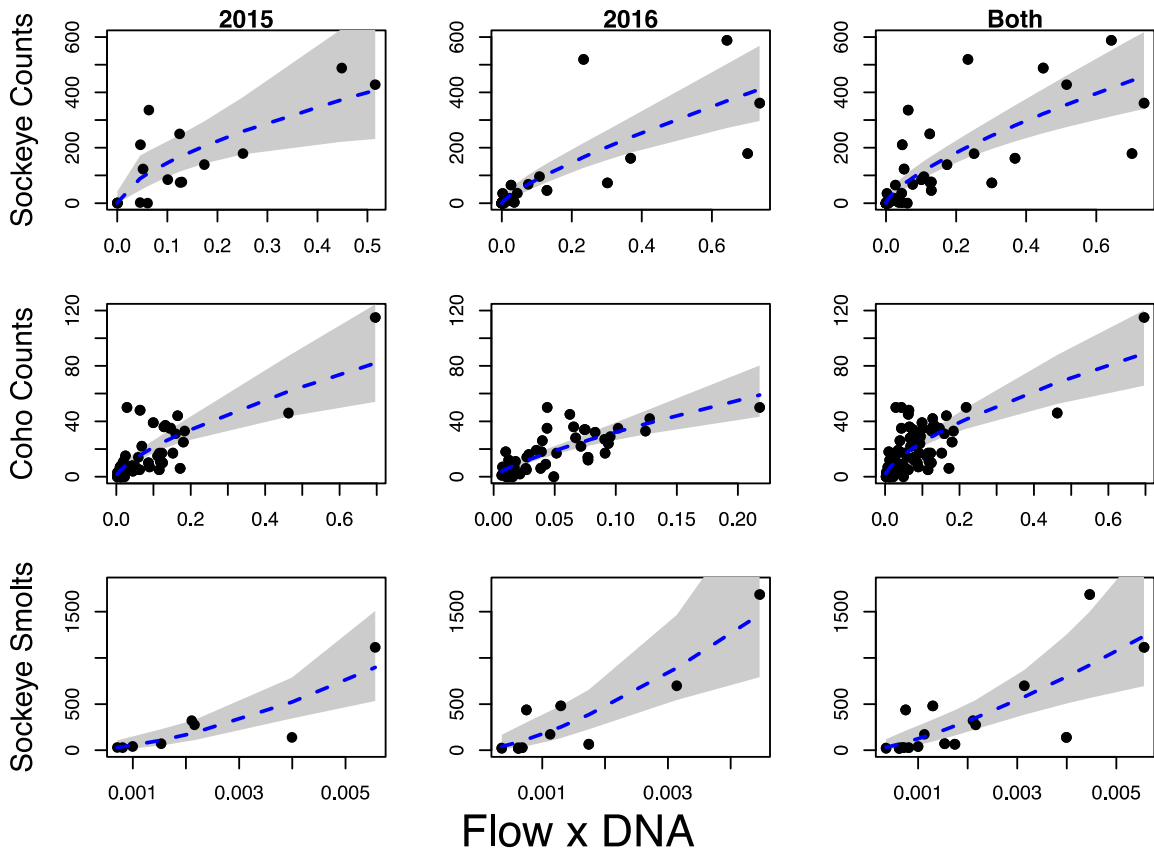 2015 2016 Both
Sockeye Counts
0 200 400 600
0.0 0.1 0.2 0.3 0.4 0.5
0 200 400 600
0.0 0.2 0.4 0.6
0 200 400 600
0.0 0.2 0.4 0.6
Coho Counts
0 40 80 120
0.0 0.2 0.4 0.6
0 40 80 120
0.00 0.05 0.10 0.15 0.20
0 40 80 120
0.0 0.2 0.4 0.6
Sockeye Smolts
0 500 1500
0.001 0.003 0.005
0 500 1500
0.001 0.003
0 500 1500
0.001 0.003 0.005
Flow x DNA